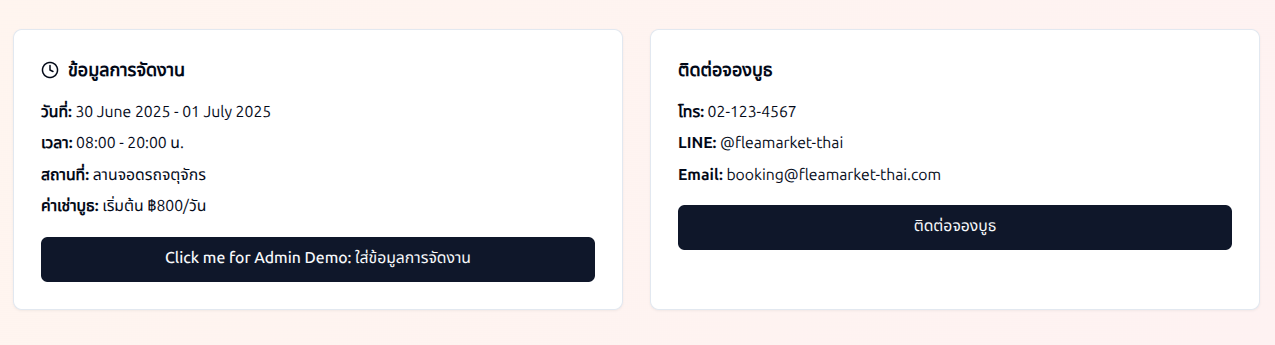 ข้อมูลการจัดงาน
วันที่: 30 June 2025 - 01 July 2025
เวลา: 08:00 - 20:00 น.
สถานที่: ลานจอดรถจตุจักร
ค่าเช่าบูธ: เริ่มต้น ฿800/วัน
Click me for Admin Demo: ใส่ข้อมูลการจัดงาน
ติดต่อจองบูธ
โทร: 02-123-4567
LINE: @fleamarket-thai
Email: booking@fleamarket-thai.com
ติดต่อจองบูธ